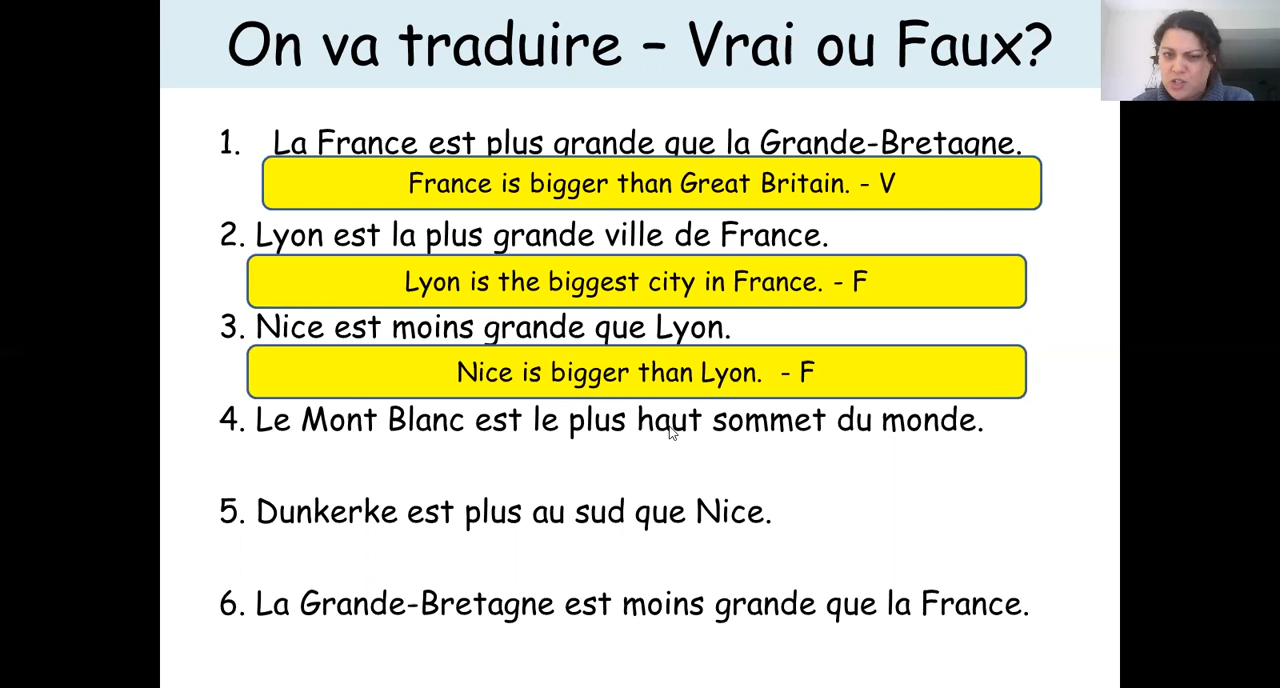 On va traduire – Vrai ou Faux?
1. La France est plus grande que la Grande-Bretagne.
France is bigger than Great Britain. - V
2. Lyon est la plus grande ville de France.
Lyon is the biggest city in France. - F
3. Nice est moins grande que Lyon.
Nice is bigger than Lyon. - F
4. Le Mont Blanc est le plus haut sommet du monde.
5. Dunkerke est plus au sud que Nice.
6. La Grande-Bretagne est moins grande que la France.